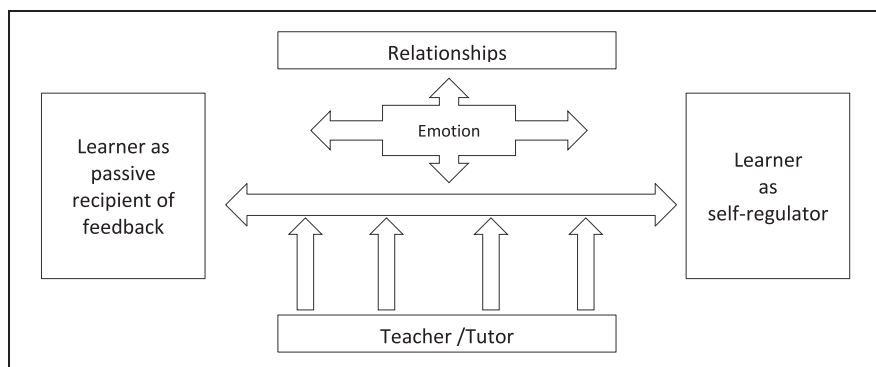 Relationships
Learner as
passive
recipient of
feedback
Emotion
Learner
as
self-regulator
Teacher /Tutor